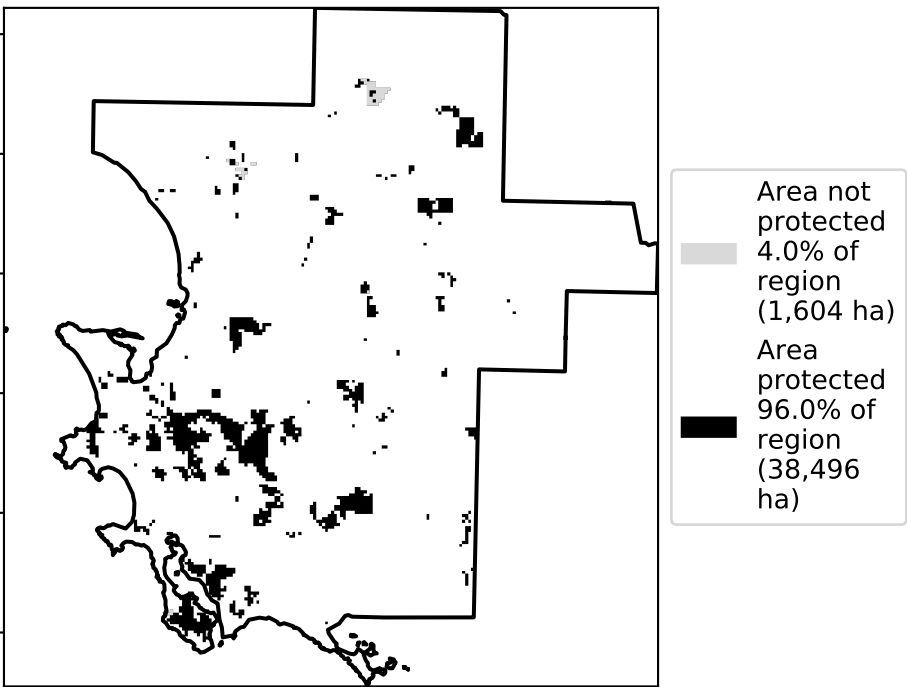 Area not
protected
4.0% of
region
(1,604 ha)
Area
protected
96.0% of
region
(38,496
ha)